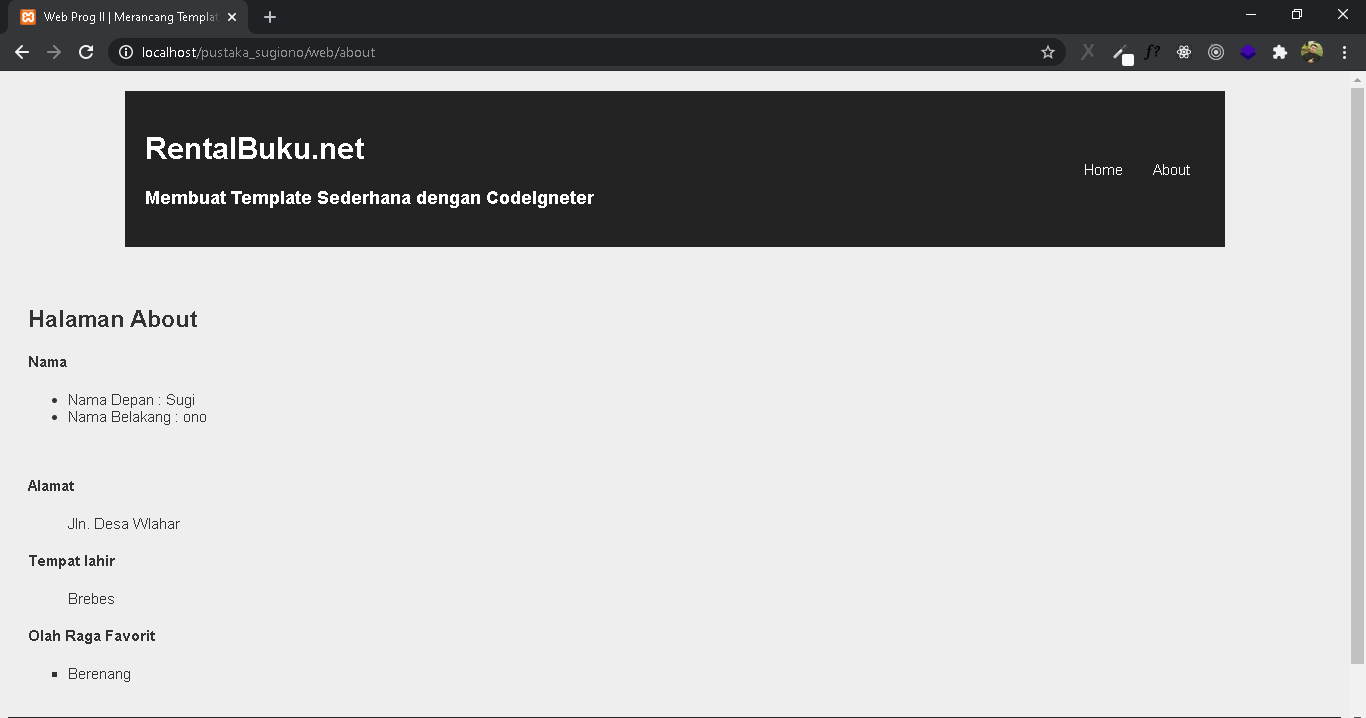 Web Prog II | Merancang Templat
localhost/pustaka_sugiono/web/about
f?
RentalBuku.net
Home
About
Membuat Template Sederhana dengan CodeIgneter
Halaman About
Nama
Nama Depan : Sugi
Nama Belakang : ono
Alamat
Jln. Desa Wlahar
Tempat lahir
Brebes
Olah Raga Favorit
Berenang